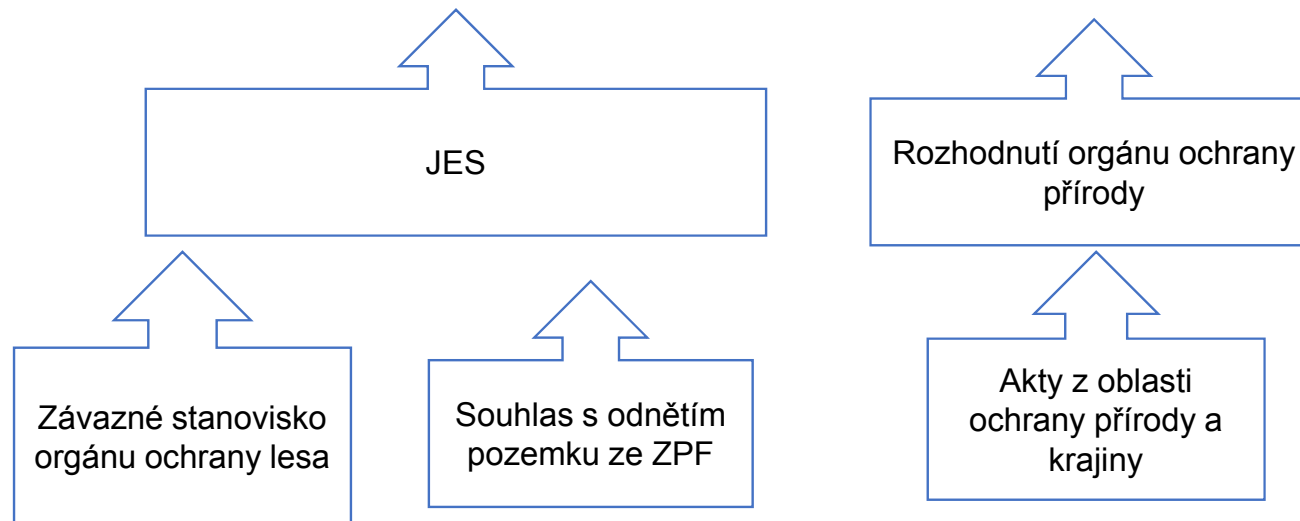 JES
Rozhodnutí orgánu ochrany
přírody
Závazné stanovisko
orgánu ochrany lesa
Souhlas s odnětím
pozemku ze ZPF
Akty z oblasti
ochrany přírody a
krajiny